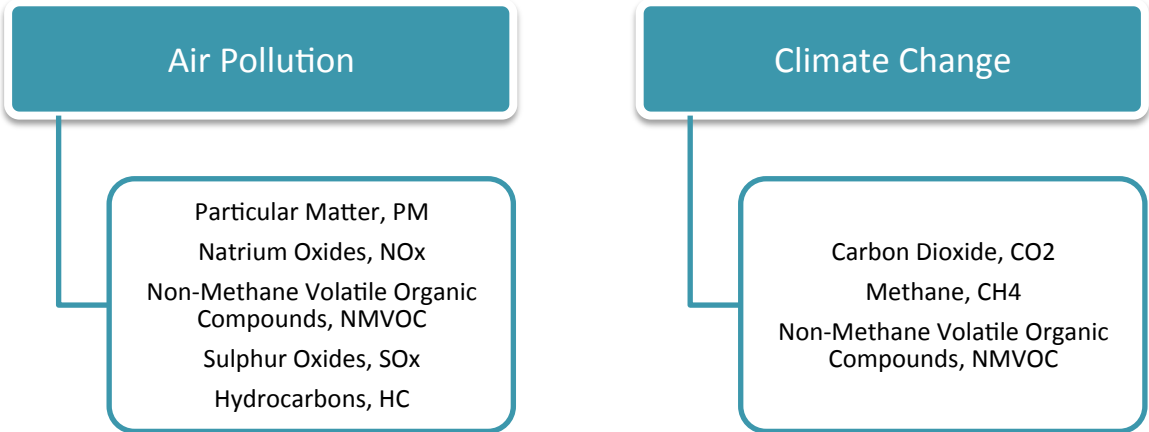 Air Pollution
Particular Matter, PM
Natrium Oxides, NOx
Non-Methane Volatile Organic
Compounds, NMVOC
Sulphur Oxides, SOx
Hydrocarbons, HC
Climate Change
Carbon Dioxide, CO2
Methane, CH4
Non-Methane Volatile Organic
Compounds, NMVOC